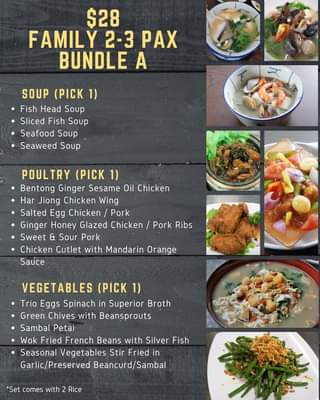 $28
FAMILY 2-3 PAX
BUNDLE A
SOUP (PICK 1)
• Fish Head Soup
• Sliced Fish Soup
• Seafood Soup
• Seaweed Soup
POULTRY (PICK 1)
• Bentong Ginger Sesame Oil Chicken
• Har Jiong Chicken Wing
• Salted Egg Chicken / Pork
• Ginger Honey Glazed Chicken / Pork Ribs
• Sweet & Sour Pork
• Chicken Cutlet with Mandarin Orange
Sauce
VEGETABLES (PICK 1)
• Trio Eggs Spinach in Superior Broth
• Green Chives with Beansprouts
• Sambal Petai
• Wok Fried French Beans with Silver Fish
• Seasonal Vegetables Stir Fried in
Garlic/Preserved Beancurd/Sambal
*Set comes with 2 Rice